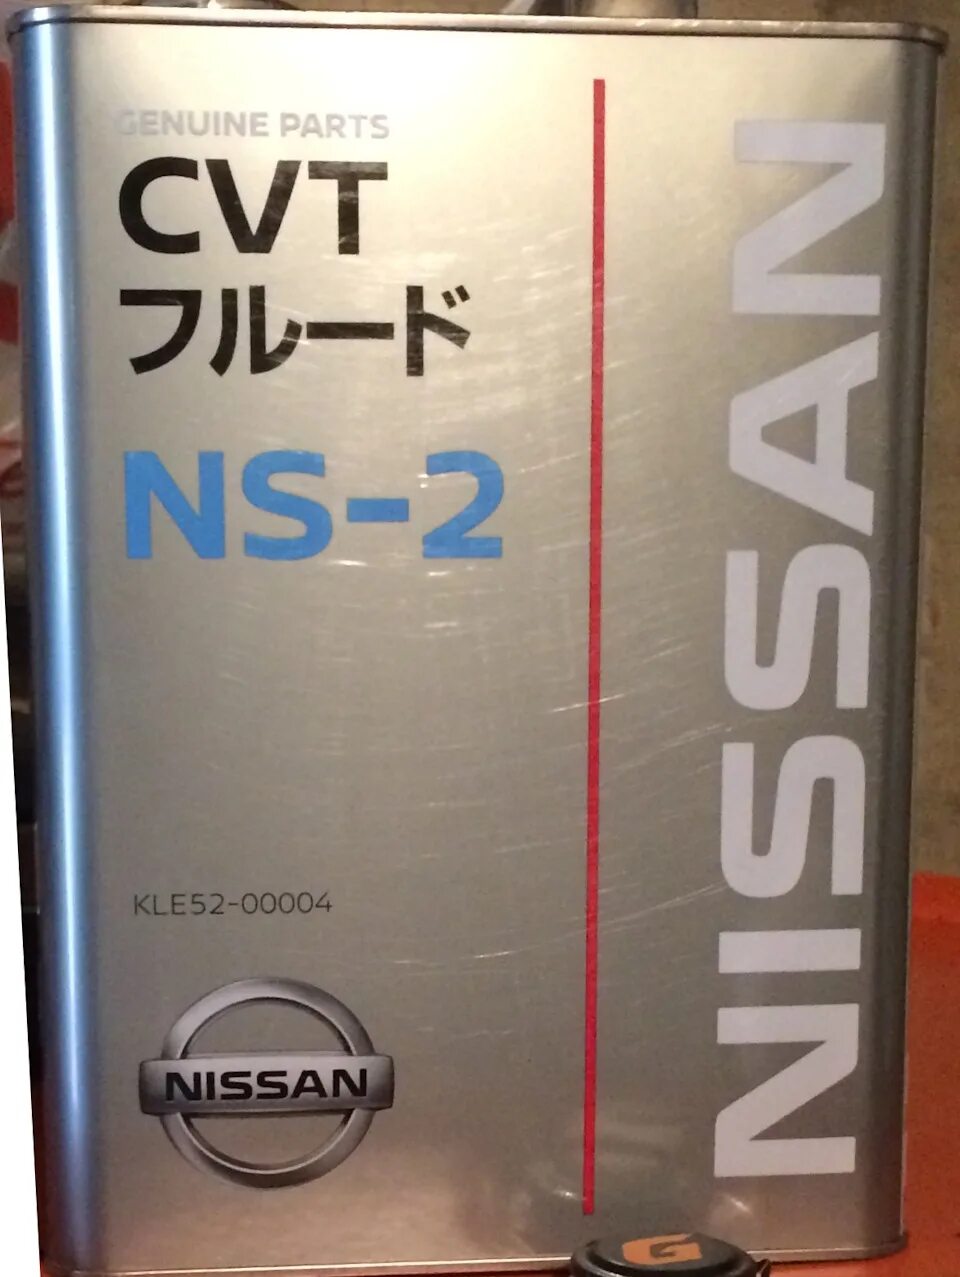 GENUINE PARTS
CVT
フルード
NS-2
KLE52-00004
NISSAN
NISSAN
G